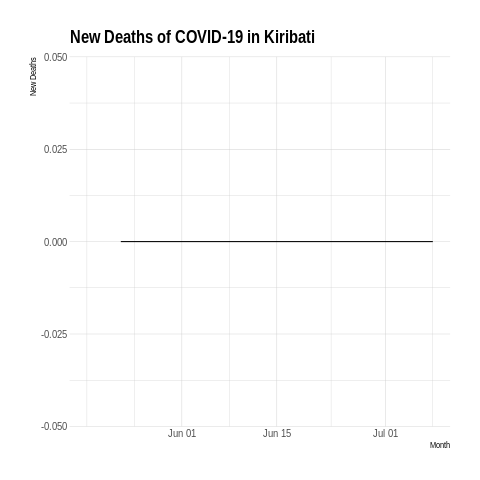 New Deaths of COVID-19 in Kiribati
New Deaths
0.050
0.025
0.000
-0.025
-0.050
Jun 01
Jun 15
Jul 01
Month